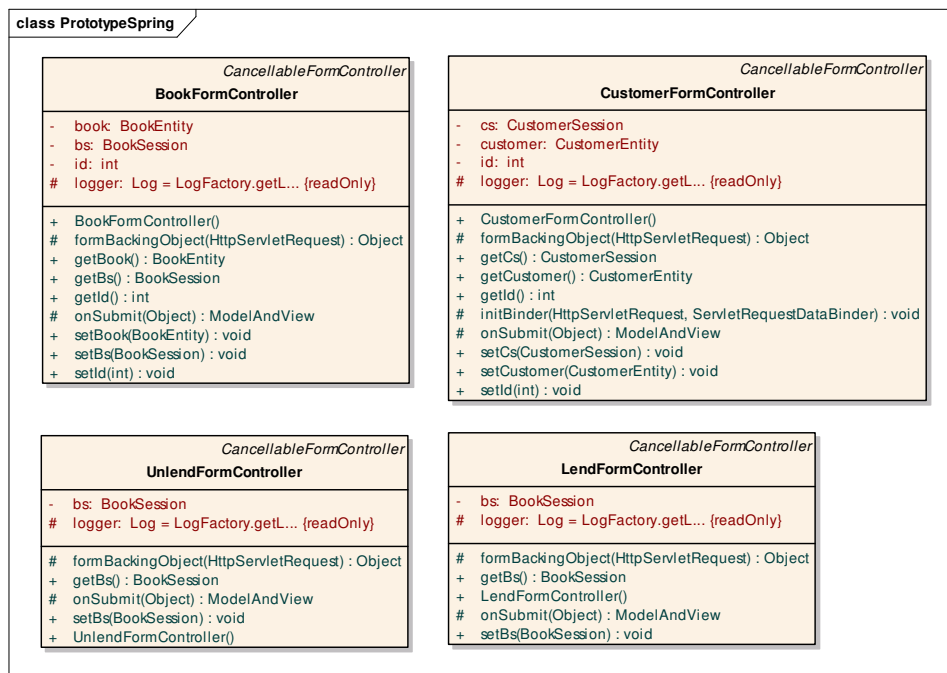 class PrototypeSpring
CancellableFormController
BookFormController
- book: BookEntity
- bs: BookSession
- id: int
# logger: Log = LogFactory.getL... {readOnly}
+ BookFormController()
# formBackingObject(HttpServletRequest) : Object
+ getBook() : BookEntity
+ getBs() : BookSession
+ getId() : int
# onSubmit(Object) : ModelAndView
+ setBook(BookEntity) : void
+ setBs(BookSession) : void
+ setId(int) : void
CancellableFormController
CustomerFormController
- cs: CustomerSession
- customer: CustomerEntity
- id: int
# logger: Log = LogFactory.getL... {readOnly}
+ CustomerFormController()
# formBackingObject(HttpServletRequest) : Object
+ getCs() : CustomerSession
+ getCustomer() : CustomerEntity
+ getId() : int
# initBinder(HttpServletRequest, ServletRequestDataBinder) : void
# onSubmit(Object) : ModelAndView
+ setCs(CustomerSession) : void
+ setCustomer(CustomerEntity) : void
+ setId(int) : void
CancellableFormController
UnlendFormController
- bs: BookSession
# logger: Log = LogFactory.getL... {readOnly}
# formBackingObject(HttpServletRequest) : Object
+ getBs() : BookSession
# onSubmit(Object) : ModelAndView
+ setBs(BookSession) : void
+ UnlendFormController()
CancellableFormController
LendFormController
- bs: BookSession
# logger: Log = LogFactory.getL... {readOnly}
# formBackingObject(HttpServletRequest) : Object
+ getBs() : BookSession
+ LendFormController()
# onSubmit(Object) : ModelAndView
+ setBs(BookSession) : void